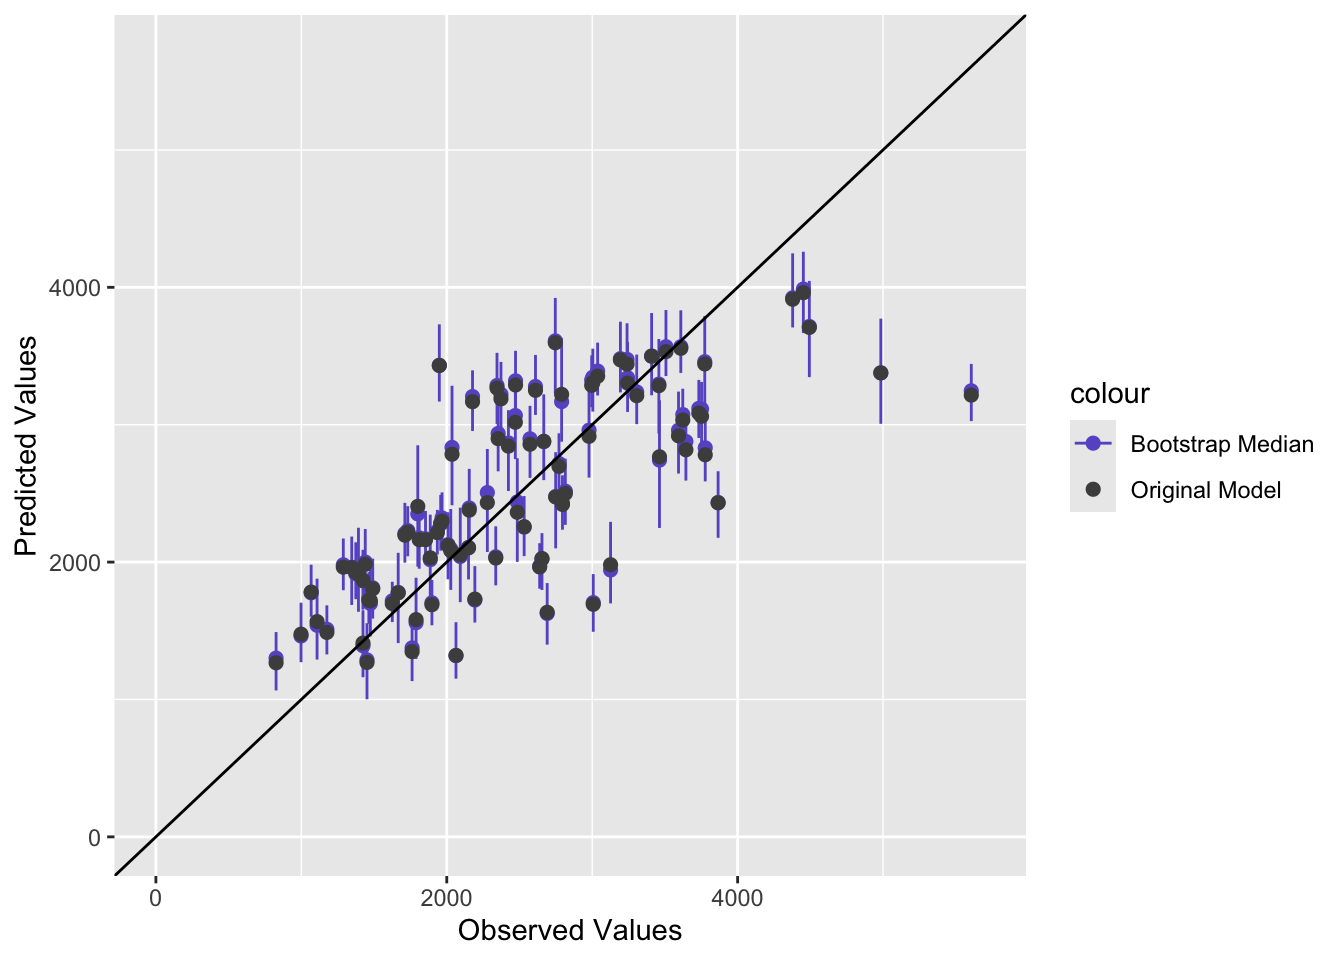 4000
2000
0
0
2000
4000
Observed Values
Predicted Values
colour
Bootstrap Median
Original Model